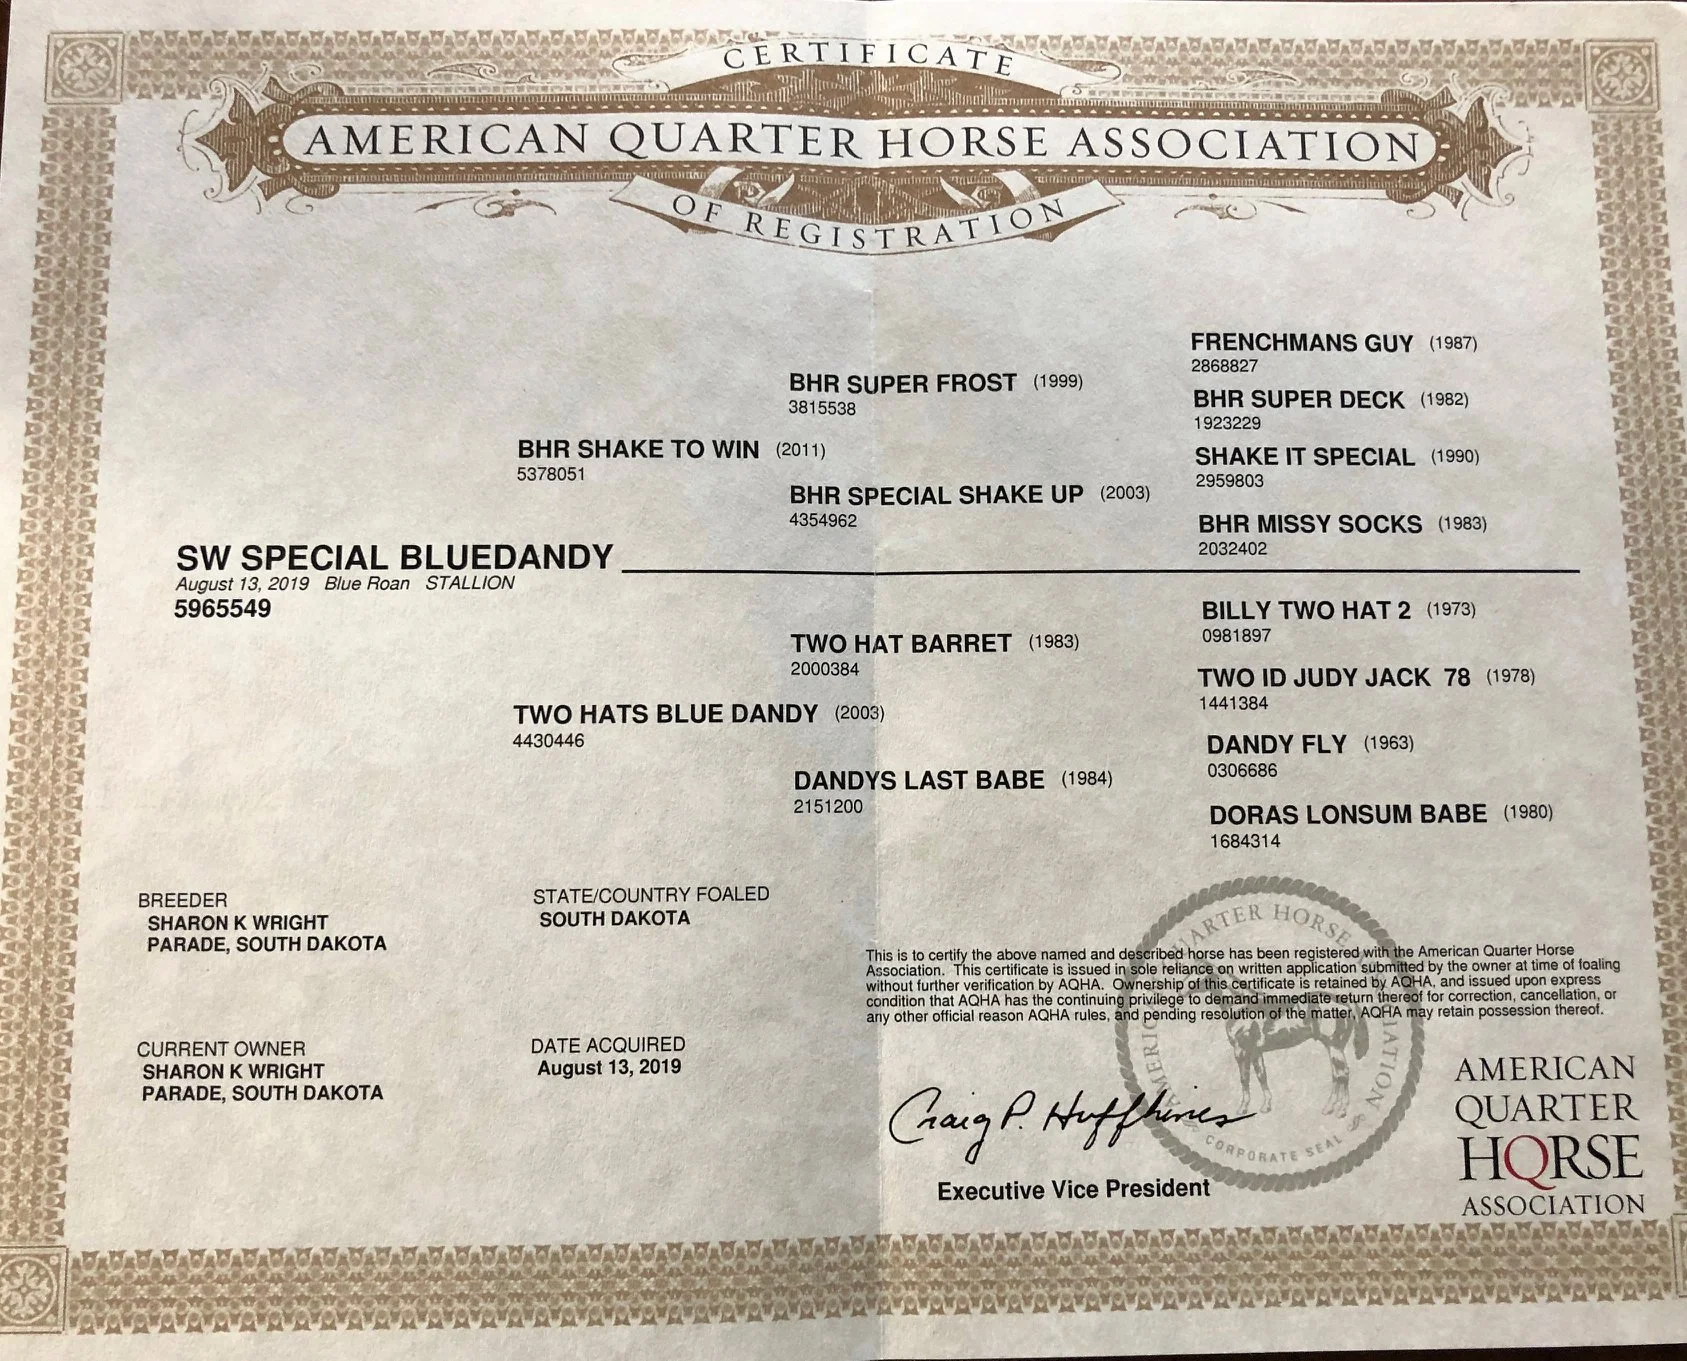 CERTIFICATE
AMERICAN QUARTER HORSE ASSOCIATION
OF REGISTRATION
FRENCHMANS GUY (1987)
2868827
BHR SUPER FROST (1999)
3815538
BHR SUPER DECK (1982)
1923229
BHR SHAKE TO WIN (2011)
5378051
SHAKE IT SPECIAL (1990)
2959803
BHR SPECIAL SHAKE UP (2003)
4354962
BHR MISSY SOCKS (1983)
2032402
SW SPECIAL BLUEDANDY
August 13, 2019 Blue Roan STALLION
5965549
BILLY TWO HAT 2 (1973)
0981897
TWO HAT BARRET (1983)
2000384
TWO ID JUDY JACK 78 (1978)
1441384
TWO HATS BLUE DANDY (2003)
4430446
DANDY FLY (1963)
0306686
DANDYS LAST BABE (1984)
2151200
DORAS LONSUM BABE (1980)
1684314
BREEDER
SHARON K WRIGHT
PARADE, SOUTH DAKOTA
STATE/COUNTRY FOALED
SOUTH DAKOTA
CURRENT OWNER
SHARON K WRIGHT
PARADE, SOUTH DAKOTA
DATE ACQUIRED
August 13, 2019
This is to certify the above named and described horse has been registered with the American Quarter Horse
Association. This certificate is issued in sole reliance on written application submitted by the owner at time of foaling
without further verification by AQHA. Ownership of this certificate is retained by AQHA, and issued upon express
condition that AQHA has the continuing privilege to demand immediate return thereof for correction, cancellation, or
any other official reason AQHA rules, and pending resolution of the matter, AQHA may retain possession thereof.
AMERICAN QUARTER HORSE ASSOCIATION
CORPORATE SEAL
Craig P. Huffhines
Executive Vice President
AMERICAN
QUARTER
HORSE
ASSOCIATION